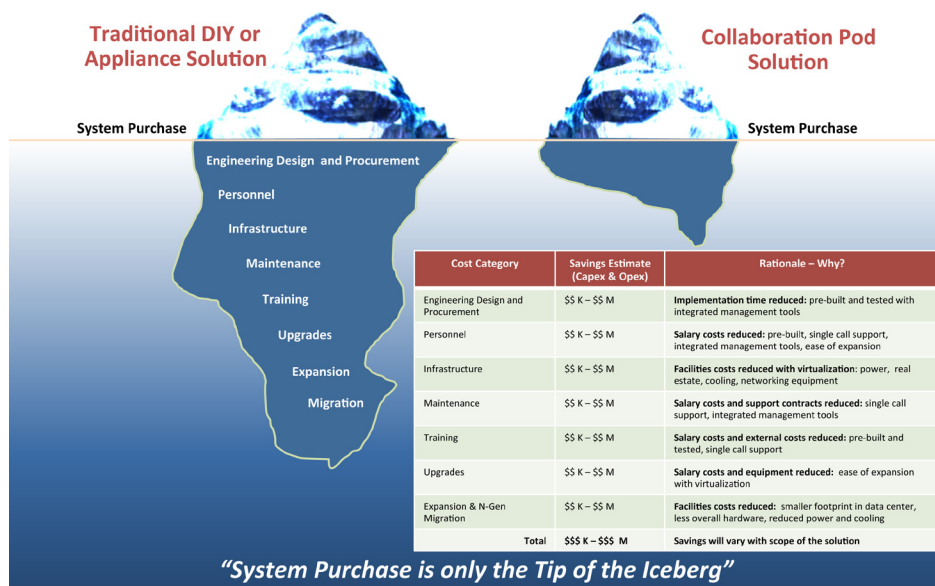 Traditional DIY or
Appliance Solution
Collaboration Pod
Solution
System Purchase
System Purchase
Engineering Design and Procurement
Personnel
Infrastructure
Maintenance
Training
Upgrades
Expansion
Migration
Cost Category
Savings Estimate
(Capex & Opex)
Rationale – Why?
Engineering Design and
Procurement
$$ K – $$ M
Implementation time reduced: pre-built and tested with
integrated management tools
Personnel
$$ K – $$ M
Salary costs reduced: pre-built, single call support,
integrated management tools, ease of expansion
Infrastructure
$$ K – $$ M
Facilities costs reduced with virtualization: power, real
estate, cooling, networking equipment
Maintenance
$$ K – $$ M
Salary costs and support contracts reduced: single call
support, integrated management tools
Training
$$ K – $$ M
Salary costs and external costs reduced: pre-built and
tested, single call support
Upgrades
$$ K – $$ M
Salary costs and equipment reduced: ease of expansion
with virtualization
Expansion & N-Gen
Migration
$$ K – $$ M
Facilities costs reduced: smaller footprint in data center,
less overall hardware, reduced power and cooling
Total
$$$ K – $$$ M
Savings will vary with scope of the solution
“System Purchase is only the Tip of the Iceberg”